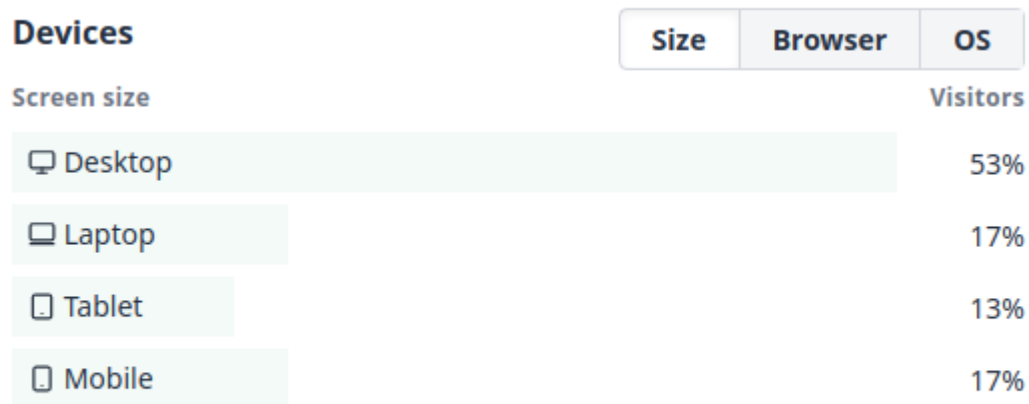 Devices Size Browser OS
Screen size Visitors
Desktop 53%
Laptop 17%
Tablet 13%
Mobile 17%